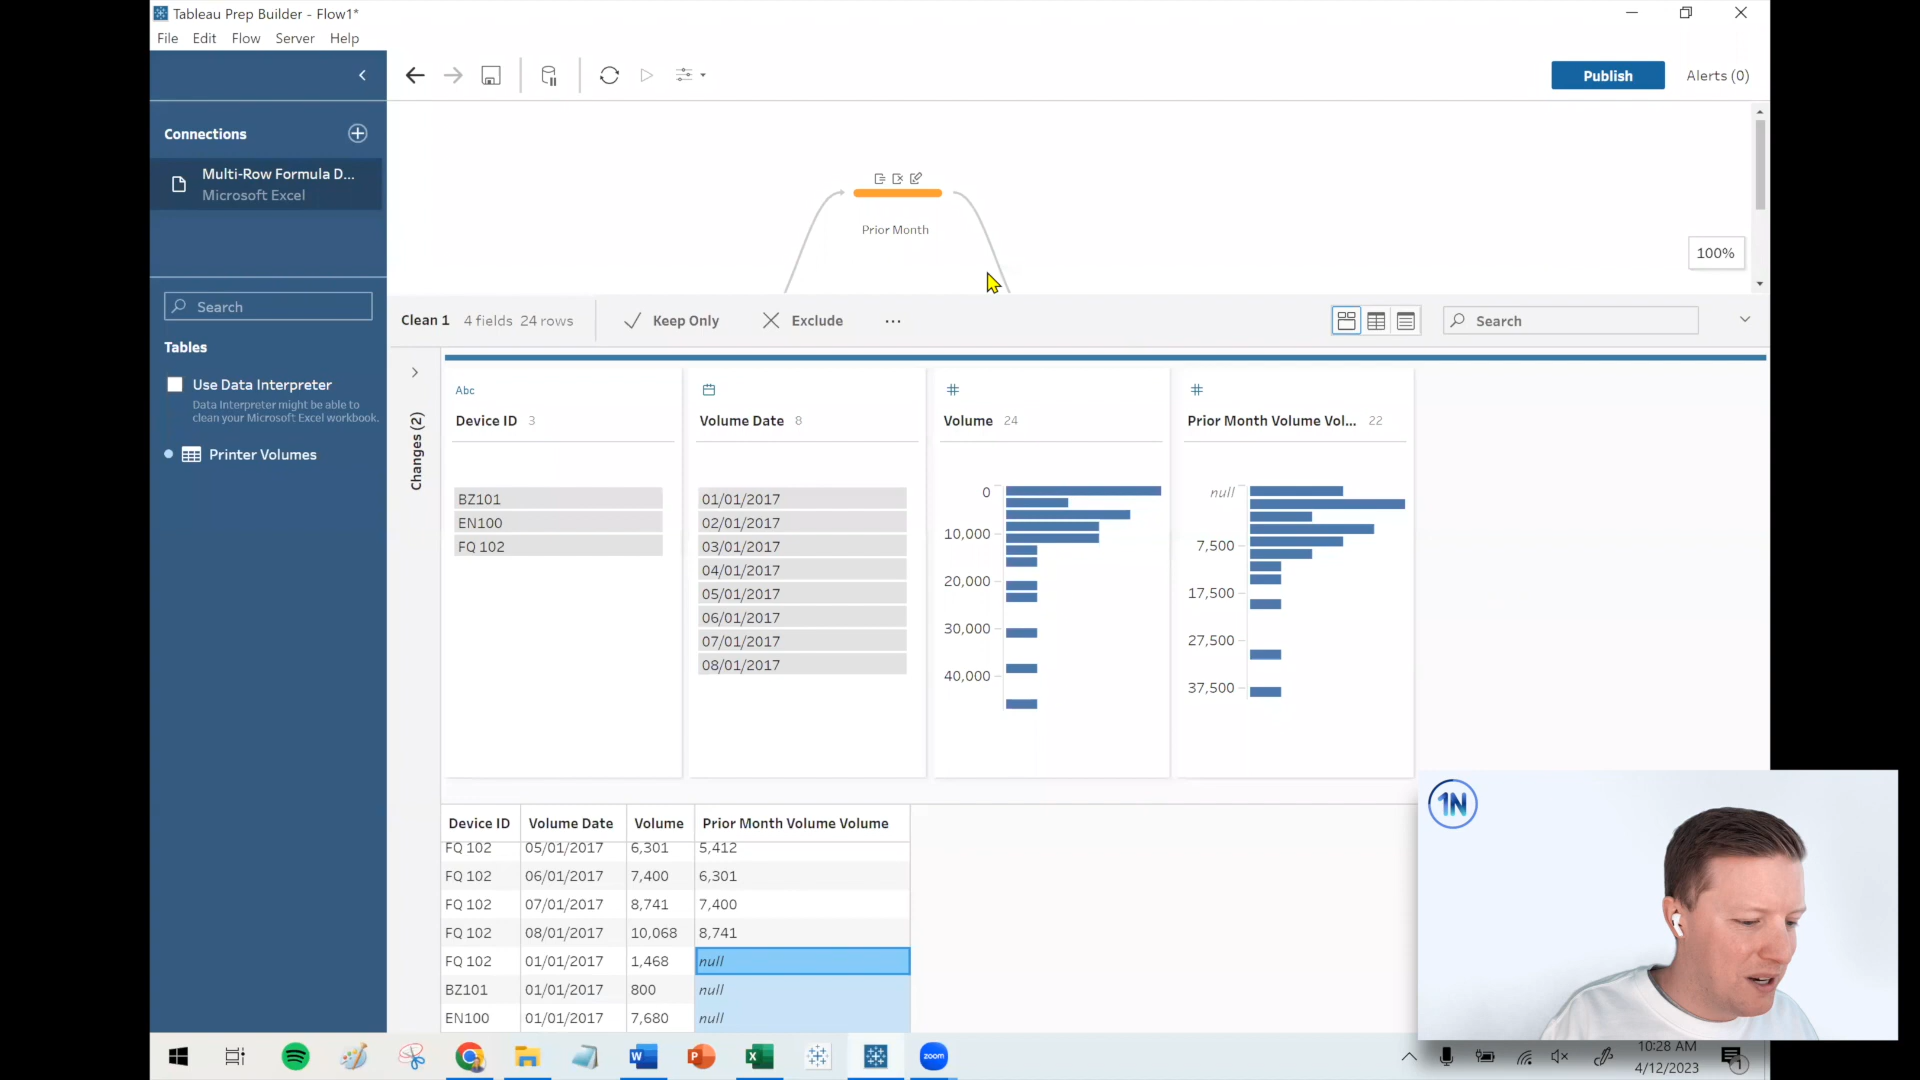 Tableau Prep Builder - Flow1*
File Edit Flow Server Help
Publish
Alerts (0)
Connections
Multi-Row Formula D...
Microsoft Excel
Prior Month
100%
Search
Clean 1 4 fields 24 rows
Keep Only
Exclude
...
Search
Tables
Use Data Interpreter
Data Interpreter might be able to
clean your Microsoft Excel workbook.
Printer Volumes
Changes (2)
Abc
Device ID 3
BZ101
EN100
FQ 102
Volume Date 8
01/01/2017
02/01/2017
03/01/2017
04/01/2017
05/01/2017
06/01/2017
07/01/2017
08/01/2017
#
Volume 24
0
10,000
20,000
30,000
40,000
#
Prior Month Volume Vol... 22
null
7,500
17,500
27,500
37,500
Device ID Volume Date Volume Prior Month Volume Volume
FQ 102 05/01/2017 6,301 5,412
FQ 102 06/01/2017 7,400 6,301
FQ 102 07/01/2017 8,741 7,400
FQ 102 08/01/2017 10,068 8,741
FQ 102 01/01/2017 1,468 null
BZ101 01/01/2017 800 null
EN100 01/01/2017 7,680 null
1N
W
P
X
zoom
10:28 AM
4/12/2023
1